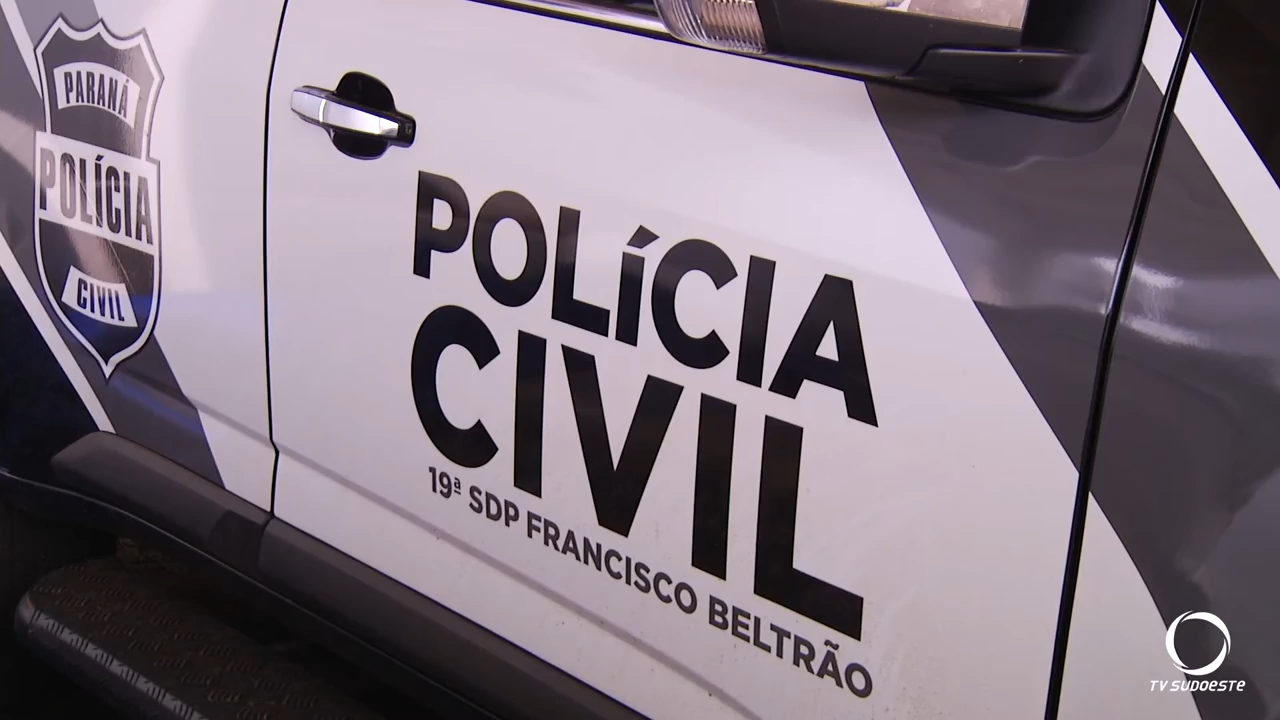 PARANÁ
POLÍCIA
CIVIL
POLÍCIA
CIVIL
19ª SDP FRANCISCO BELTRÃO
TV SUDOESTE